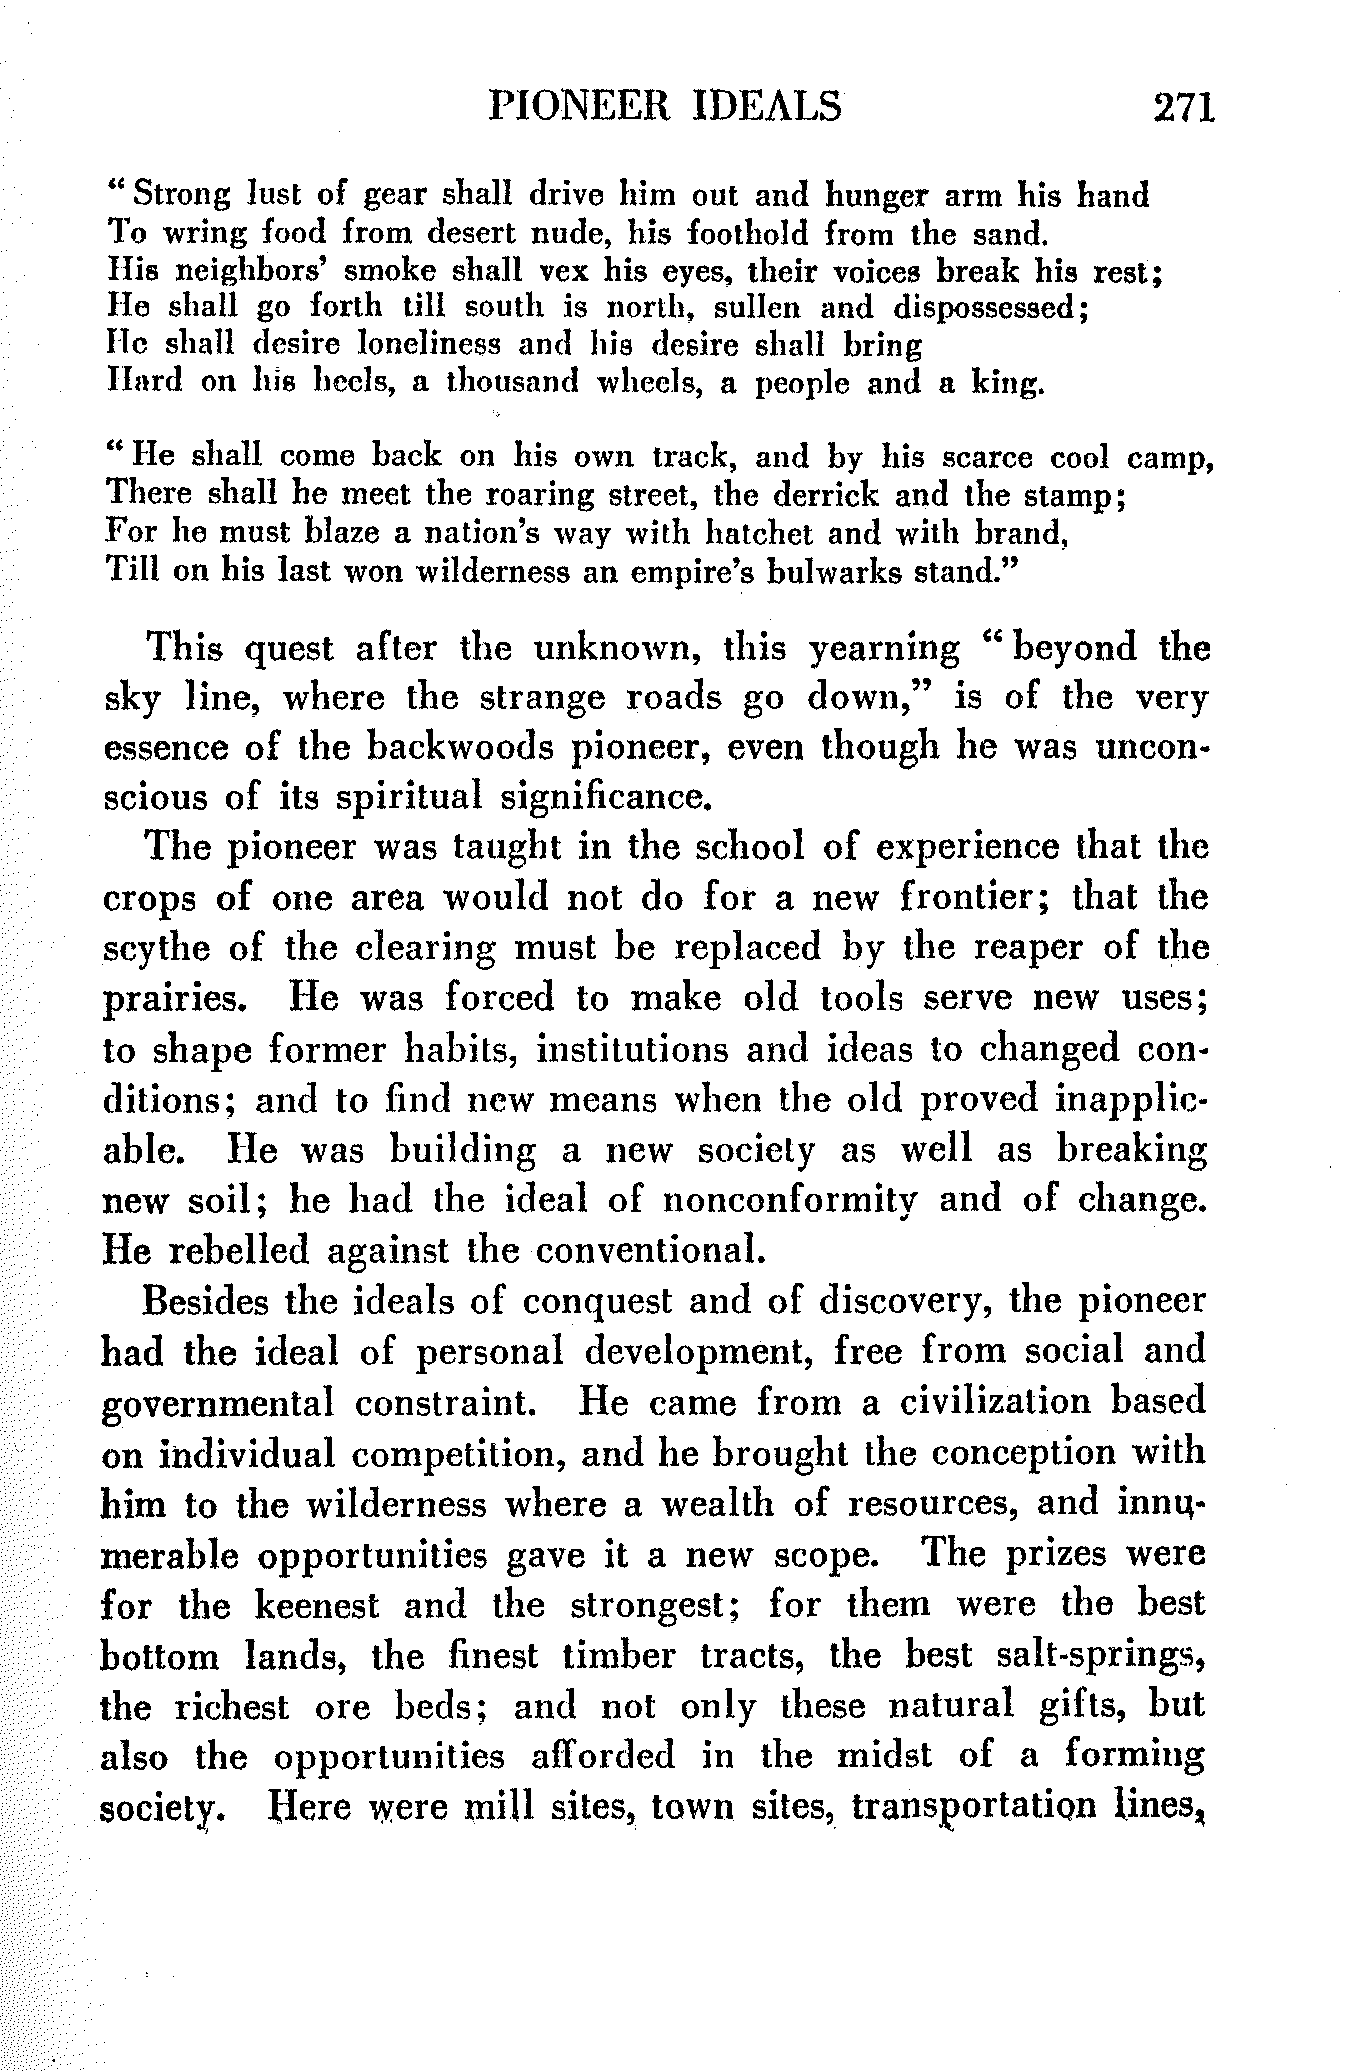 PIONEER IDEALS 271
“Strong lust of gear shall drive him out and hunger arm his hand
To wring food from desert nude, his foothold from the sand.
His neighbors’ smoke shall vex his eyes, their voices break his rest;
He shall go forth till south is north, sullen and dispossessed;
He shall desire loneliness and his desire shall bring
Hard on his heels, a thousand wheels, a people and a king.
“He shall come back on his own track, and by his scarce cool camp,
There shall he meet the roaring street, the derrick and the stamp;
For he must blaze a nation’s way with hatchet and with brand,
Till on his last won wilderness an empire’s bulwarks stand.”
This quest after the unknown, this yearning “beyond the
sky line, where the strange roads go down,” is of the very
essence of the backwoods pioneer, even though he was uncon-
scious of its spiritual significance.
The pioneer was taught in the school of experience that the
crops of one area would not do for a new frontier; that the
scythe of the clearing must be replaced by the reaper of the
prairies. He was forced to make old tools serve new uses;
to shape former habits, institutions and ideas to changed con-
ditions; and to find new means when the old proved inapplic-
able. He was building a new society as well as breaking
new soil; he had the ideal of nonconformity and of change.
He rebelled against the conventional.
Besides the ideals of conquest and of discovery, the pioneer
had the ideal of personal development, free from social and
governmental constraint. He came from a civilization based
on individual competition, and he brought the conception with
him to the wilderness where a wealth of resources, and innu-
merable opportunities gave it a new scope. The prizes were
for the keenest and the strongest; for them were the best
bottom lands, the finest timber tracts, the best salt-springs,
the richest ore beds; and not only these natural gifts, but
also the opportunities afforded in the midst of a forming
society. Here were mill sites, town sites, transportation lines,